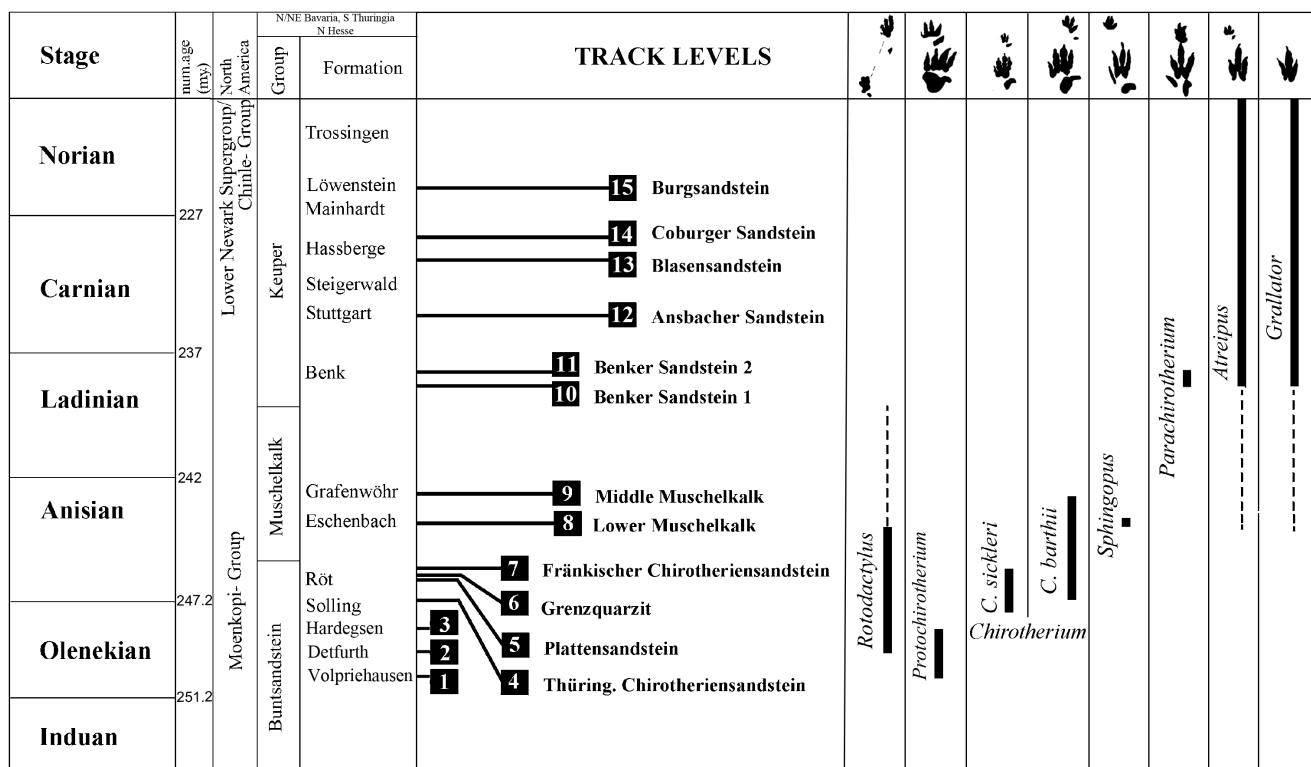 Stage
num.age
(my.)
North
America
N/NE Bavaria, S Thuringia
N Hesse
Group
Formation
TRACK LEVELS
Norian
227
Carnian
237
Ladinian
242
Anisian
247.2
Olenekian
251.2
Induan
Lower Newark Supergroup/
Chinle- Group
Moenkopi- Group
Keuper
Muschelkalk
Buntsandstein
Trossingen
Löwenstein
Mainhardt
Hassberge
Steigerwald
Stuttgart
Benk
Grafenwöhr
Eschenbach
Röt
Solling
Hardegsen
Detfurth
Volpriehausen
15 Burgsandstein
14 Coburger Sandstein
13 Blasensandstein
12 Ansbacher Sandstein
11 Benker Sandstein 2
10 Benker Sandstein 1
9 Middle Muschelkalk
8 Lower Muschelkalk
7 Fränkischer Chirotheriensandstein
6 Grenzquarzit
5 Plattensandstein
4 Thüring. Chirotheriensandstein
3
2
1
Rotodactylus
Protochirotherium
C. sickleri
C. barthii
Chirotherium
Sphingopus
Parachirotherium
Atreipus
Grallator